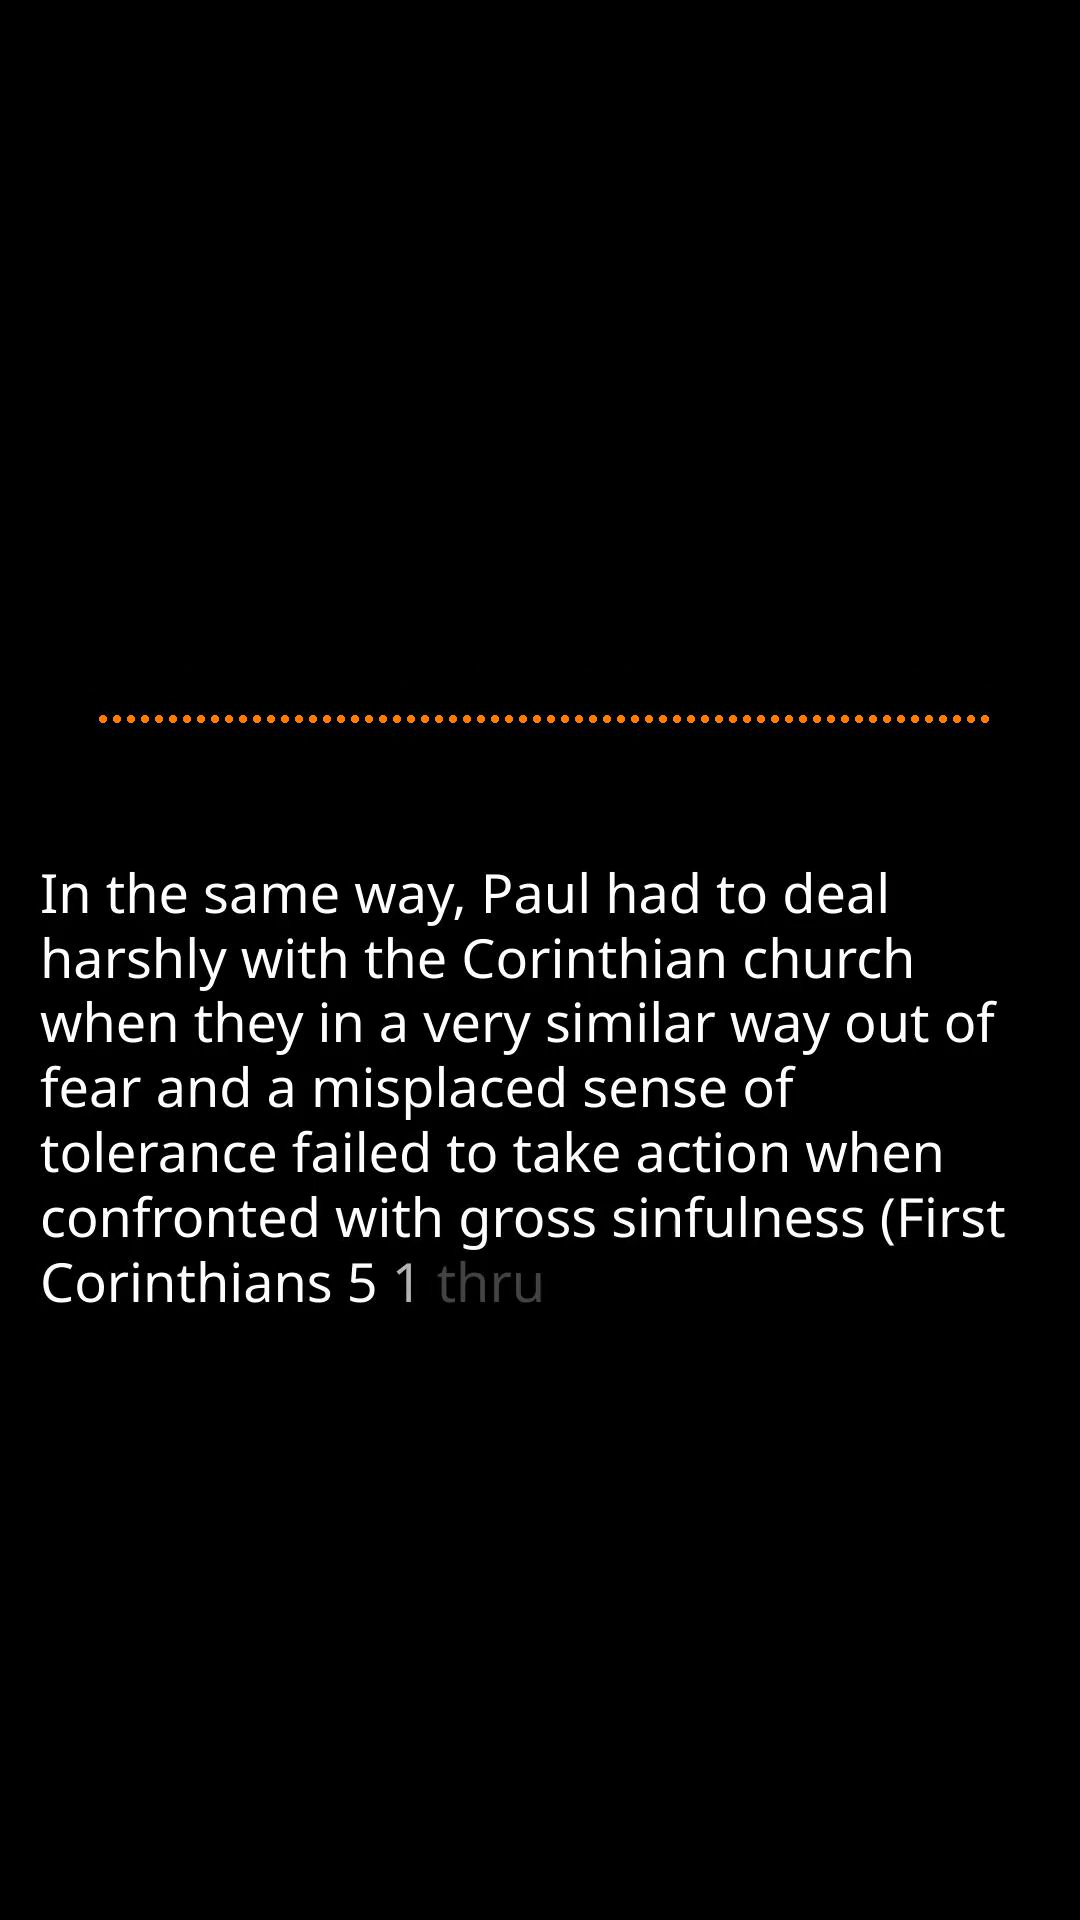 In the same way, Paul had to deal
harshly with the Corinthian church
when they in a very similar way out of
fear and a misplaced sense of
tolerance failed to take action when
confronted with gross sinfulness (First
Corinthians 5 1 thru